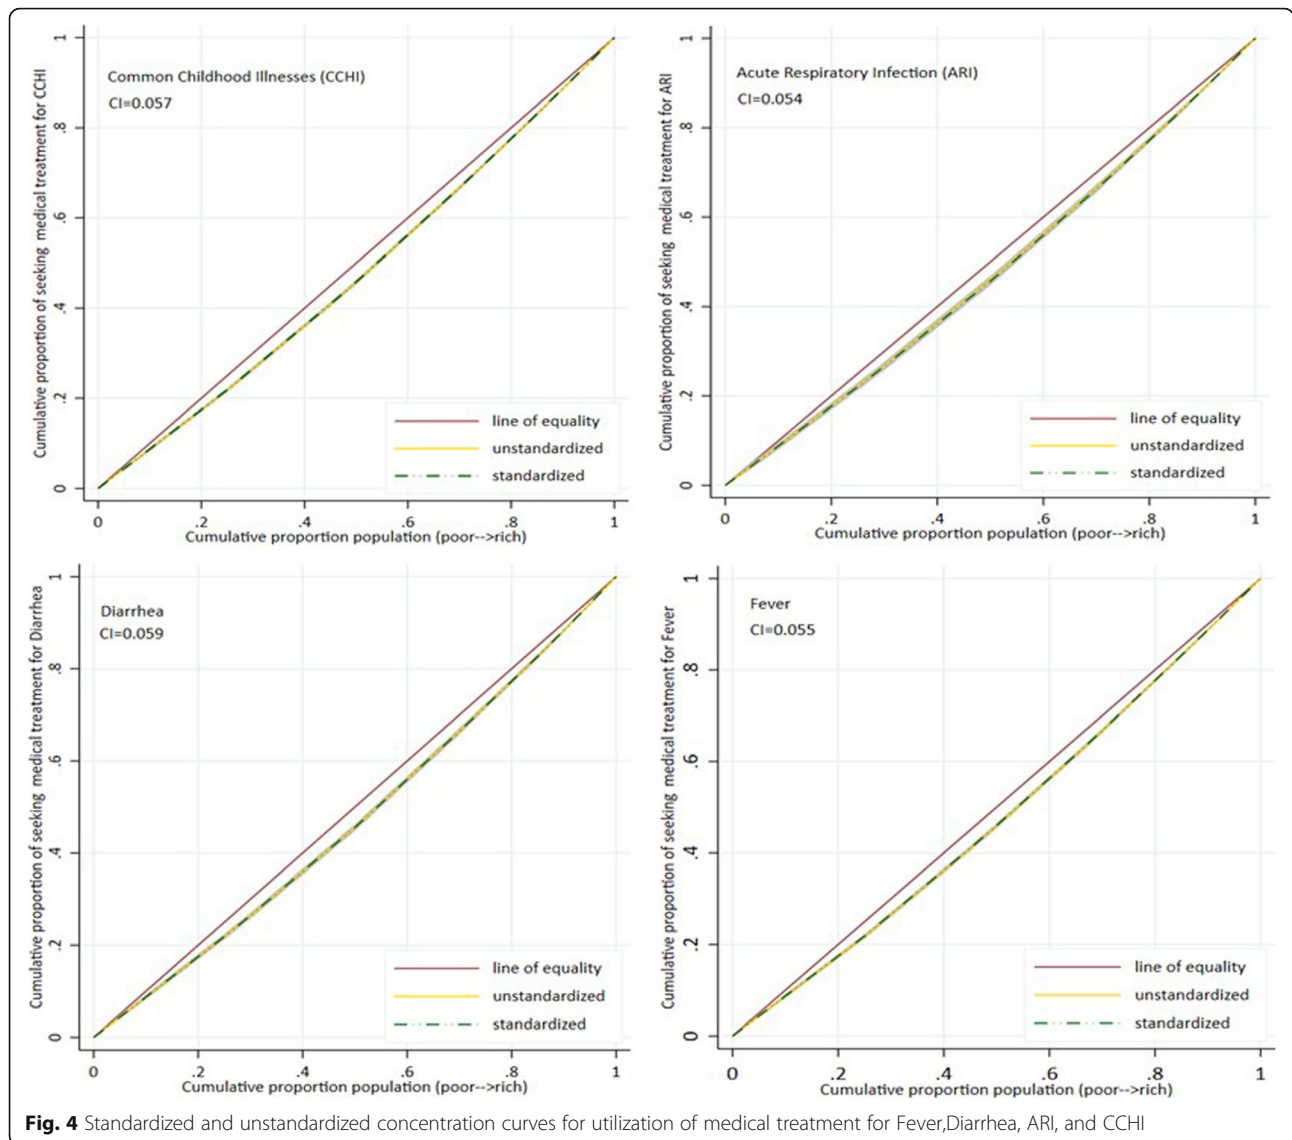 Cumulative proportion of seeking medical treatment for CCHI
Common Childhood Illnesses (CCHI)
CI=0.057
1
.8
.6
.4
.2
0
line of equality
unstandardized
standardized
0 .2 .4 .6 .8 1
Cumulative proportion population (poor-->rich)
Cumulative proportion of seeking medical treatment for ARI
Acute Respiratory Infection (ARI)
CI=0.054
1
.8
.6
.4
.2
0
line of equality
unstandardized
standardized
0 .2 .4 .6 .8 1
Cumulative proportion population (poor-->rich)
Cumulative proportion of seeking medical treatment for Diarrhea
Diarrhea
CI=0.059
1
.8
.6
.4
.2
0
line of equality
unstandardized
standardized
0 .2 .4 .6 .8 1
Cumulative proportion population (poor-->rich)
Cumulative proportion of seeking medical treatment for Fever
Fever
CI=0.055
1
.8
.6
.4
.2
0
line of equality
unstandardized
standardized
0 .2 .4 .6 .8 1
Cumulative proportion population (poor-->rich)
Fig. 4 Standardized and unstandardized concentration curves for utilization of medical treatment for Fever,Diarrhea, ARI, and CCHI